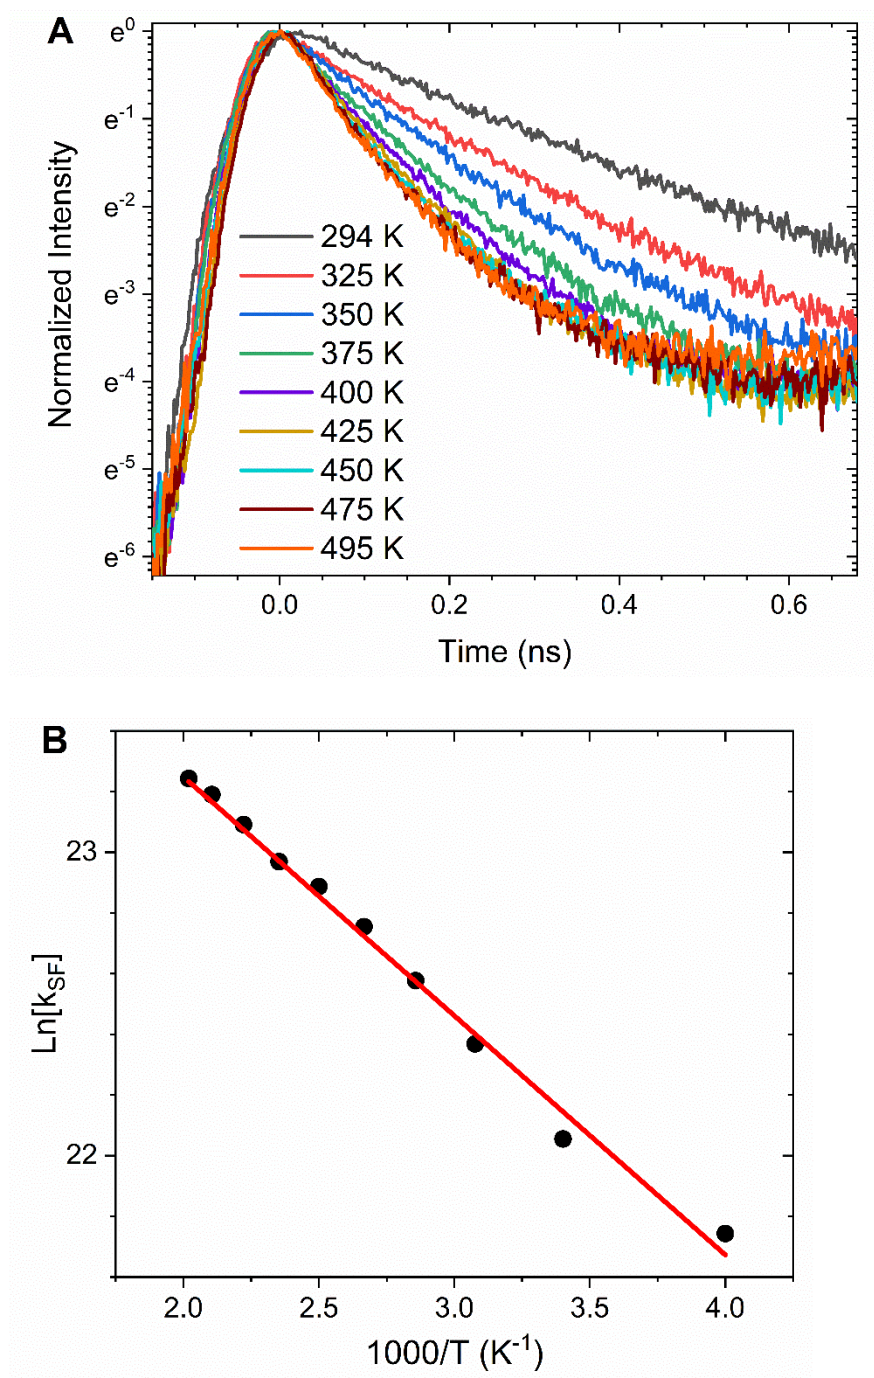 A
e⁰
e⁻¹
e⁻²
e⁻³
e⁻⁴
e⁻⁵
e⁻⁶
Normalized Intensity
294 K
325 K
350 K
375 K
400 K
425 K
450 K
475 K
495 K
0.0 0.2 0.4 0.6
Time (ns)
B
23
22
Ln[kSF]
2.0 2.5 3.0 3.5 4.0
1000/T (K⁻¹)